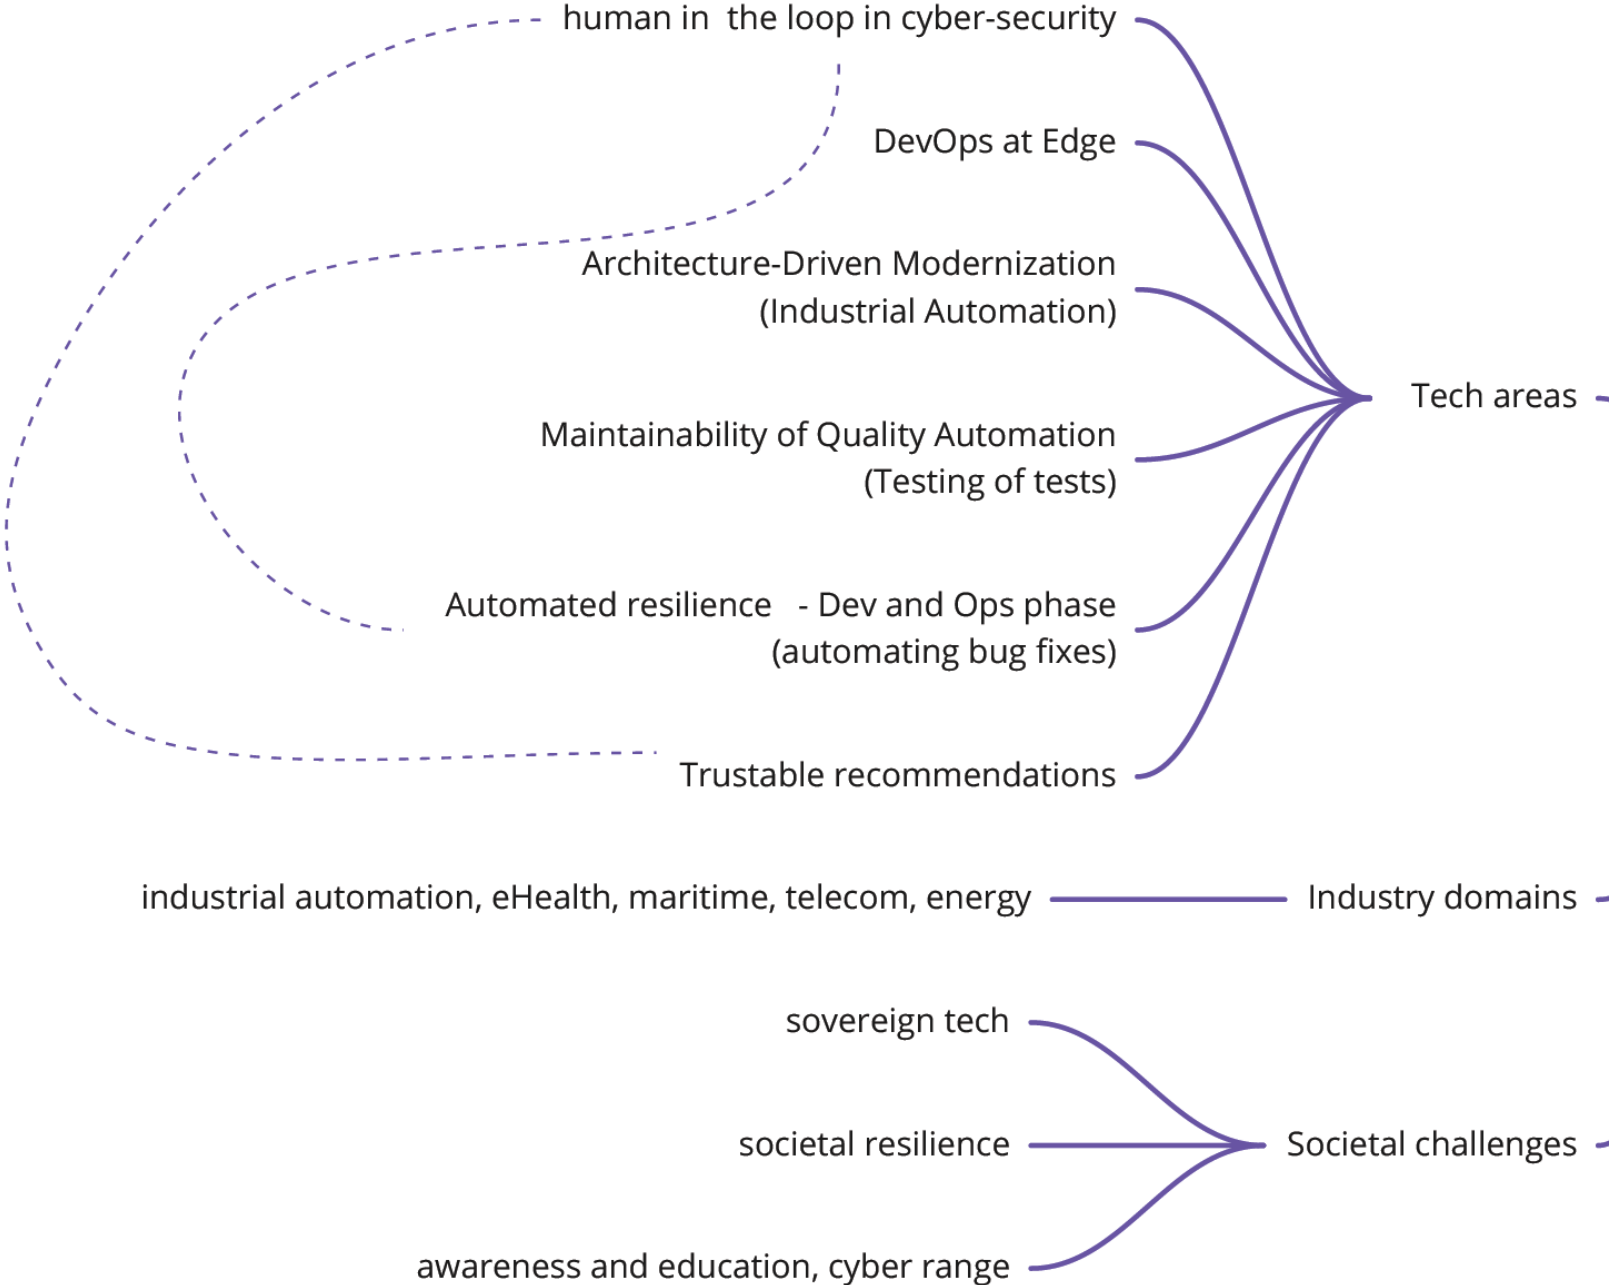 human in  the loop in cyber-security
DevOps at Edge
Architecture-Driven Modernization
(Industrial Automation)
Tech areas
Maintainability of Quality Automation
(Testing of tests)
Automated resilience   - Dev and Ops phase
(automating bug fixes)
Trustable recommendations
industrial automation, eHealth, maritime, telecom, energy
Industry domains
sovereign tech
societal resilience
Societal challenges
awareness and education, cyber range